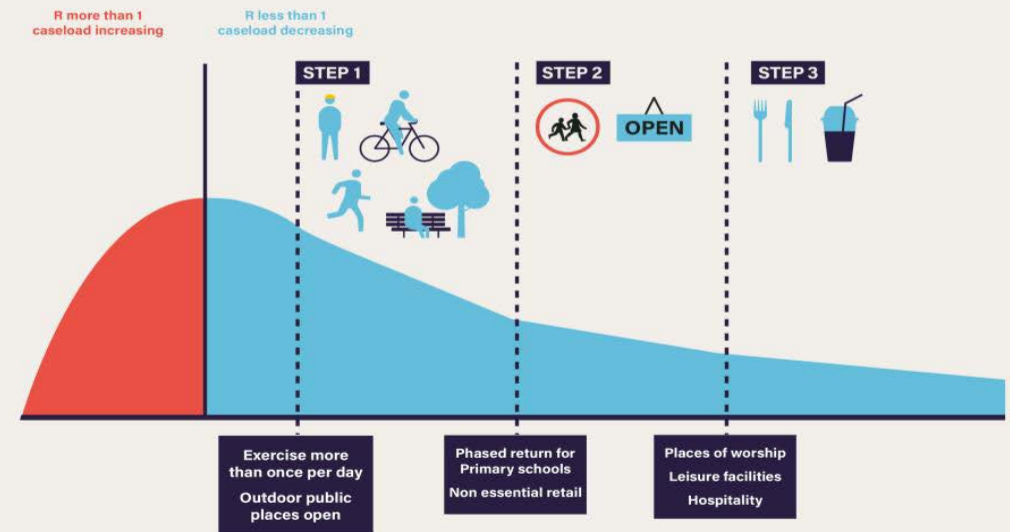 R more than 1
caseload increasing
R less than 1
caseload decreasing
STEP 1
STEP 2
STEP 3
OPEN
Exercise more
than once per day
Outdoor public
places open
Phased return for
Primary schools
Non essential retail
Places of worship
Leisure facilities
Hospitality